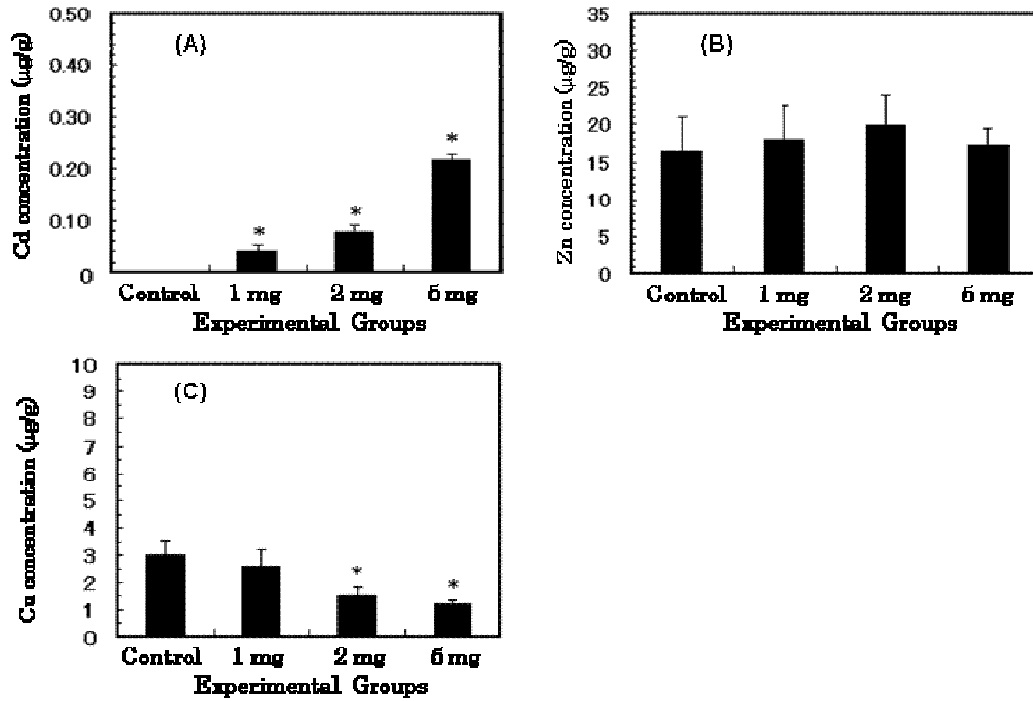 (A)
Cd concentration (µg/g)
0.50
0.40
0.30
0.20
0.10
0
*
*
*
Control 1 mg 2 mg mg
Experimental Groups
(B)
Zn concentration (µg/g)
35
30
25
20
15
10
5
0
Control 1 mg 2 mg mg
Experimental Groups
(C)
Cu concentration (µg/g)
10
9
8
7
6
5
4
3
2
1
0
*
*
Control 1 mg 2 mg mg
Experimental Groups